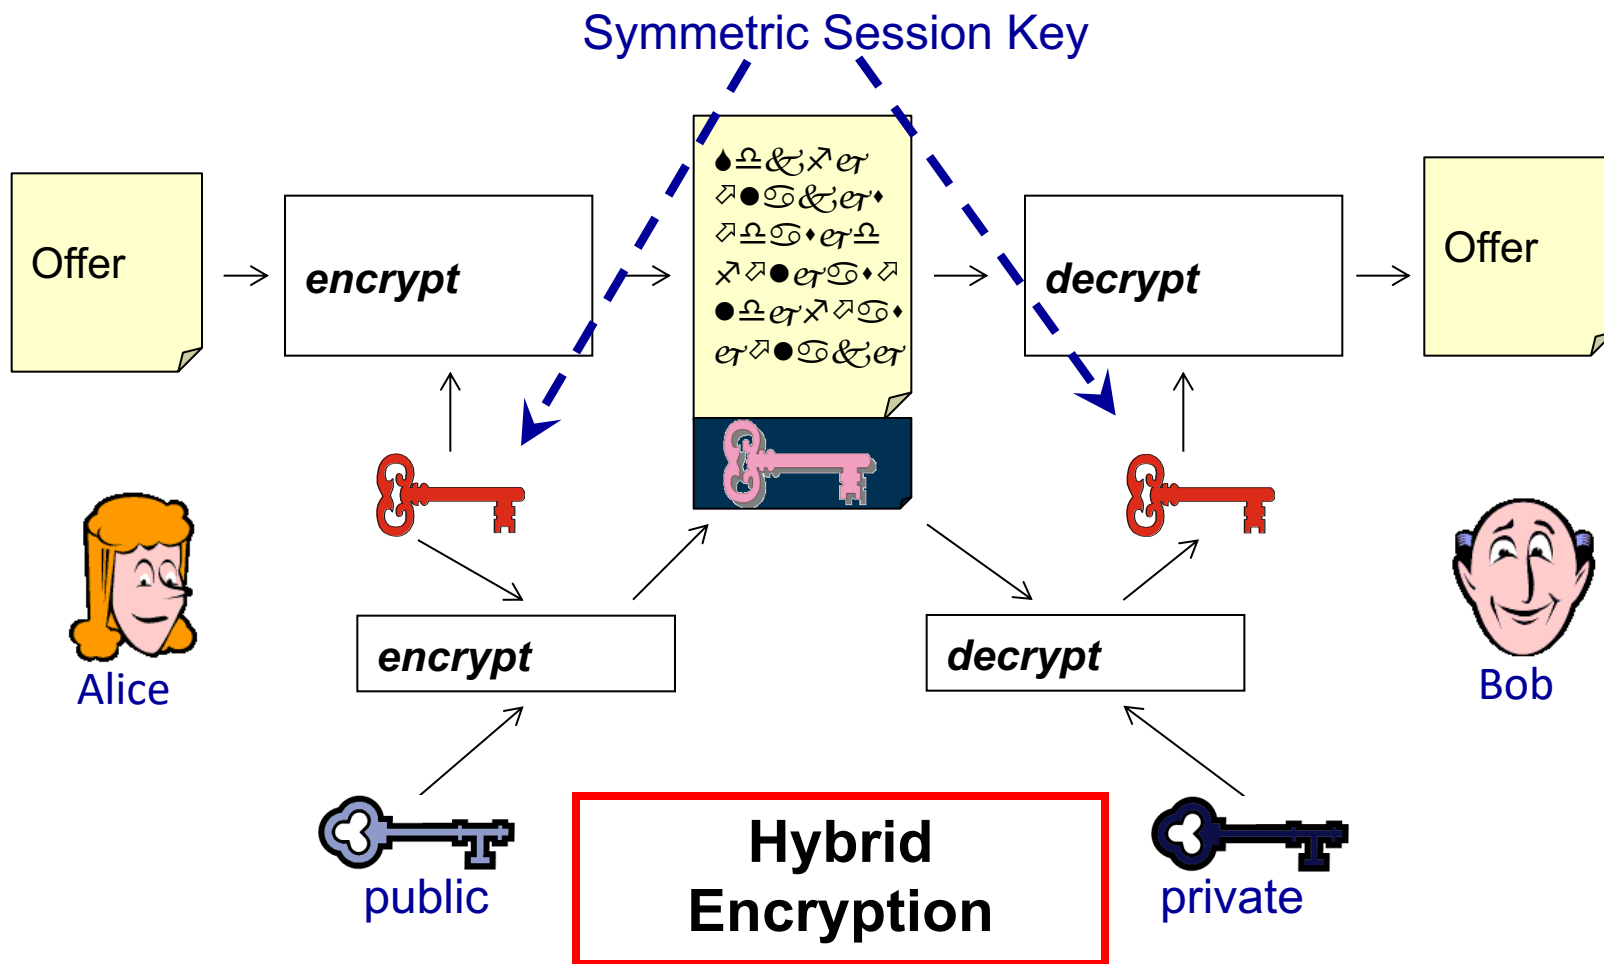 Symmetric Session Key
Offer
encrypt
decrypt
Offer
encrypt
decrypt
Alice
Bob
public
private
Hybrid
Encryption